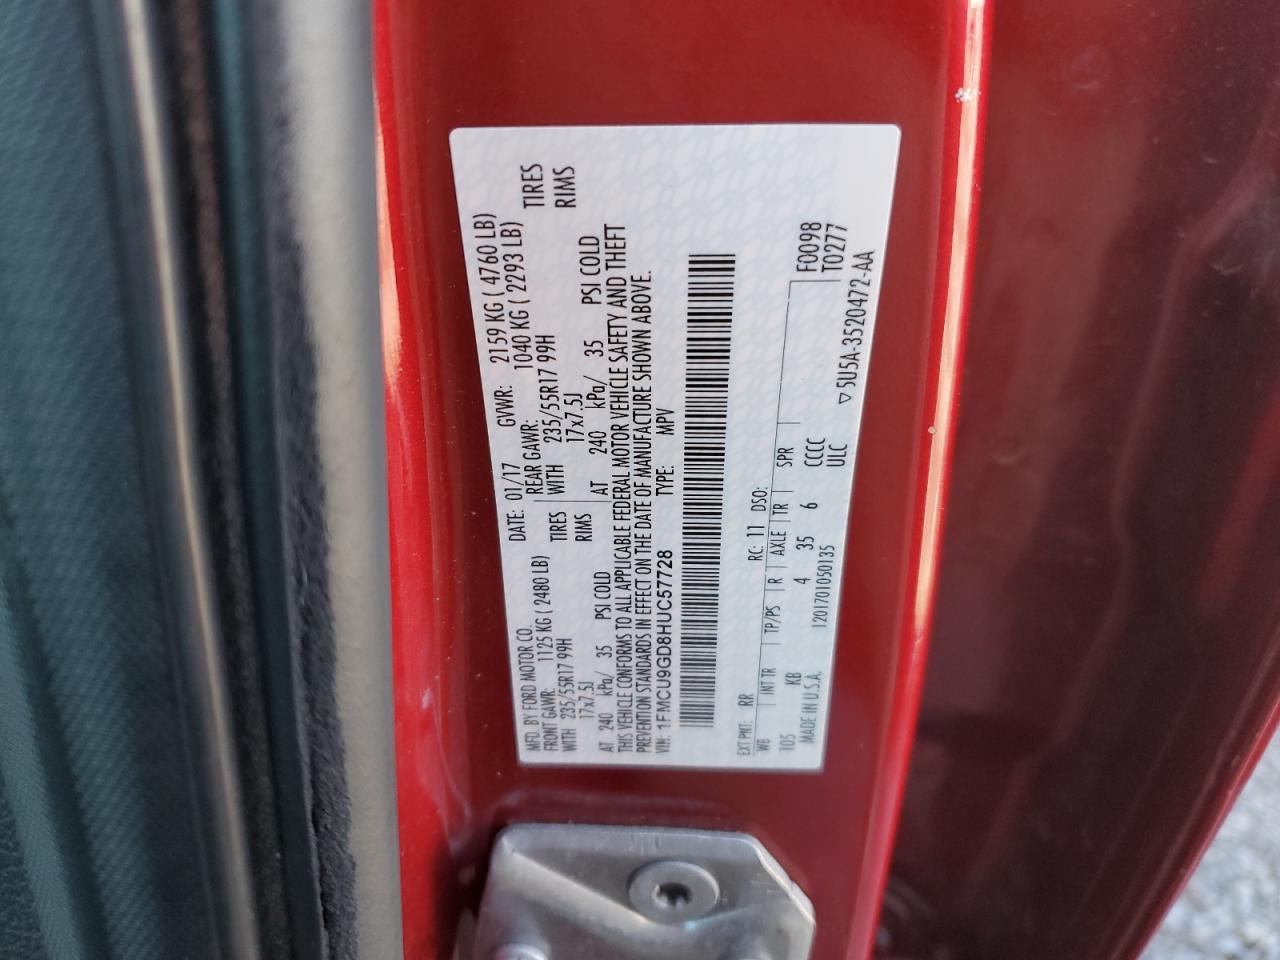 MFD. BY FORD MOTOR CO. DATE: 01/17 GVWR: 2159 KG ( 4760 LB)
FRONT GAWR: 1125 KG ( 2480 LB) REAR GAWR: 1040 KG ( 2293 LB)
WITH 235/55R17 99H TIRES WITH 235/55R17 99H TIRES
17x7.5J RIMS 17x7.5J RIMS
AT 240 kPa/ 35 PSI COLD AT 240 kPa/ 35 PSI COLD
THIS VEHICLE CONFORMS TO ALL APPLICABLE FEDERAL MOTOR VEHICLE SAFETY AND THEFT
PREVENTION STANDARDS IN EFFECT ON THE DATE OF MANUFACTURE SHOWN ABOVE.
VIN: 1FMCU9GD8HUC57728 TYPE: MPV
EXT PNT: RR RC: 11 DSO:
WB INT TR TP/PS R AXLE TR SPR F0098
105 KB 4 35 6 CCCC T0277
MADE IN U.S.A. 1201701050135 ULC ▽5U5A-3520472-AA